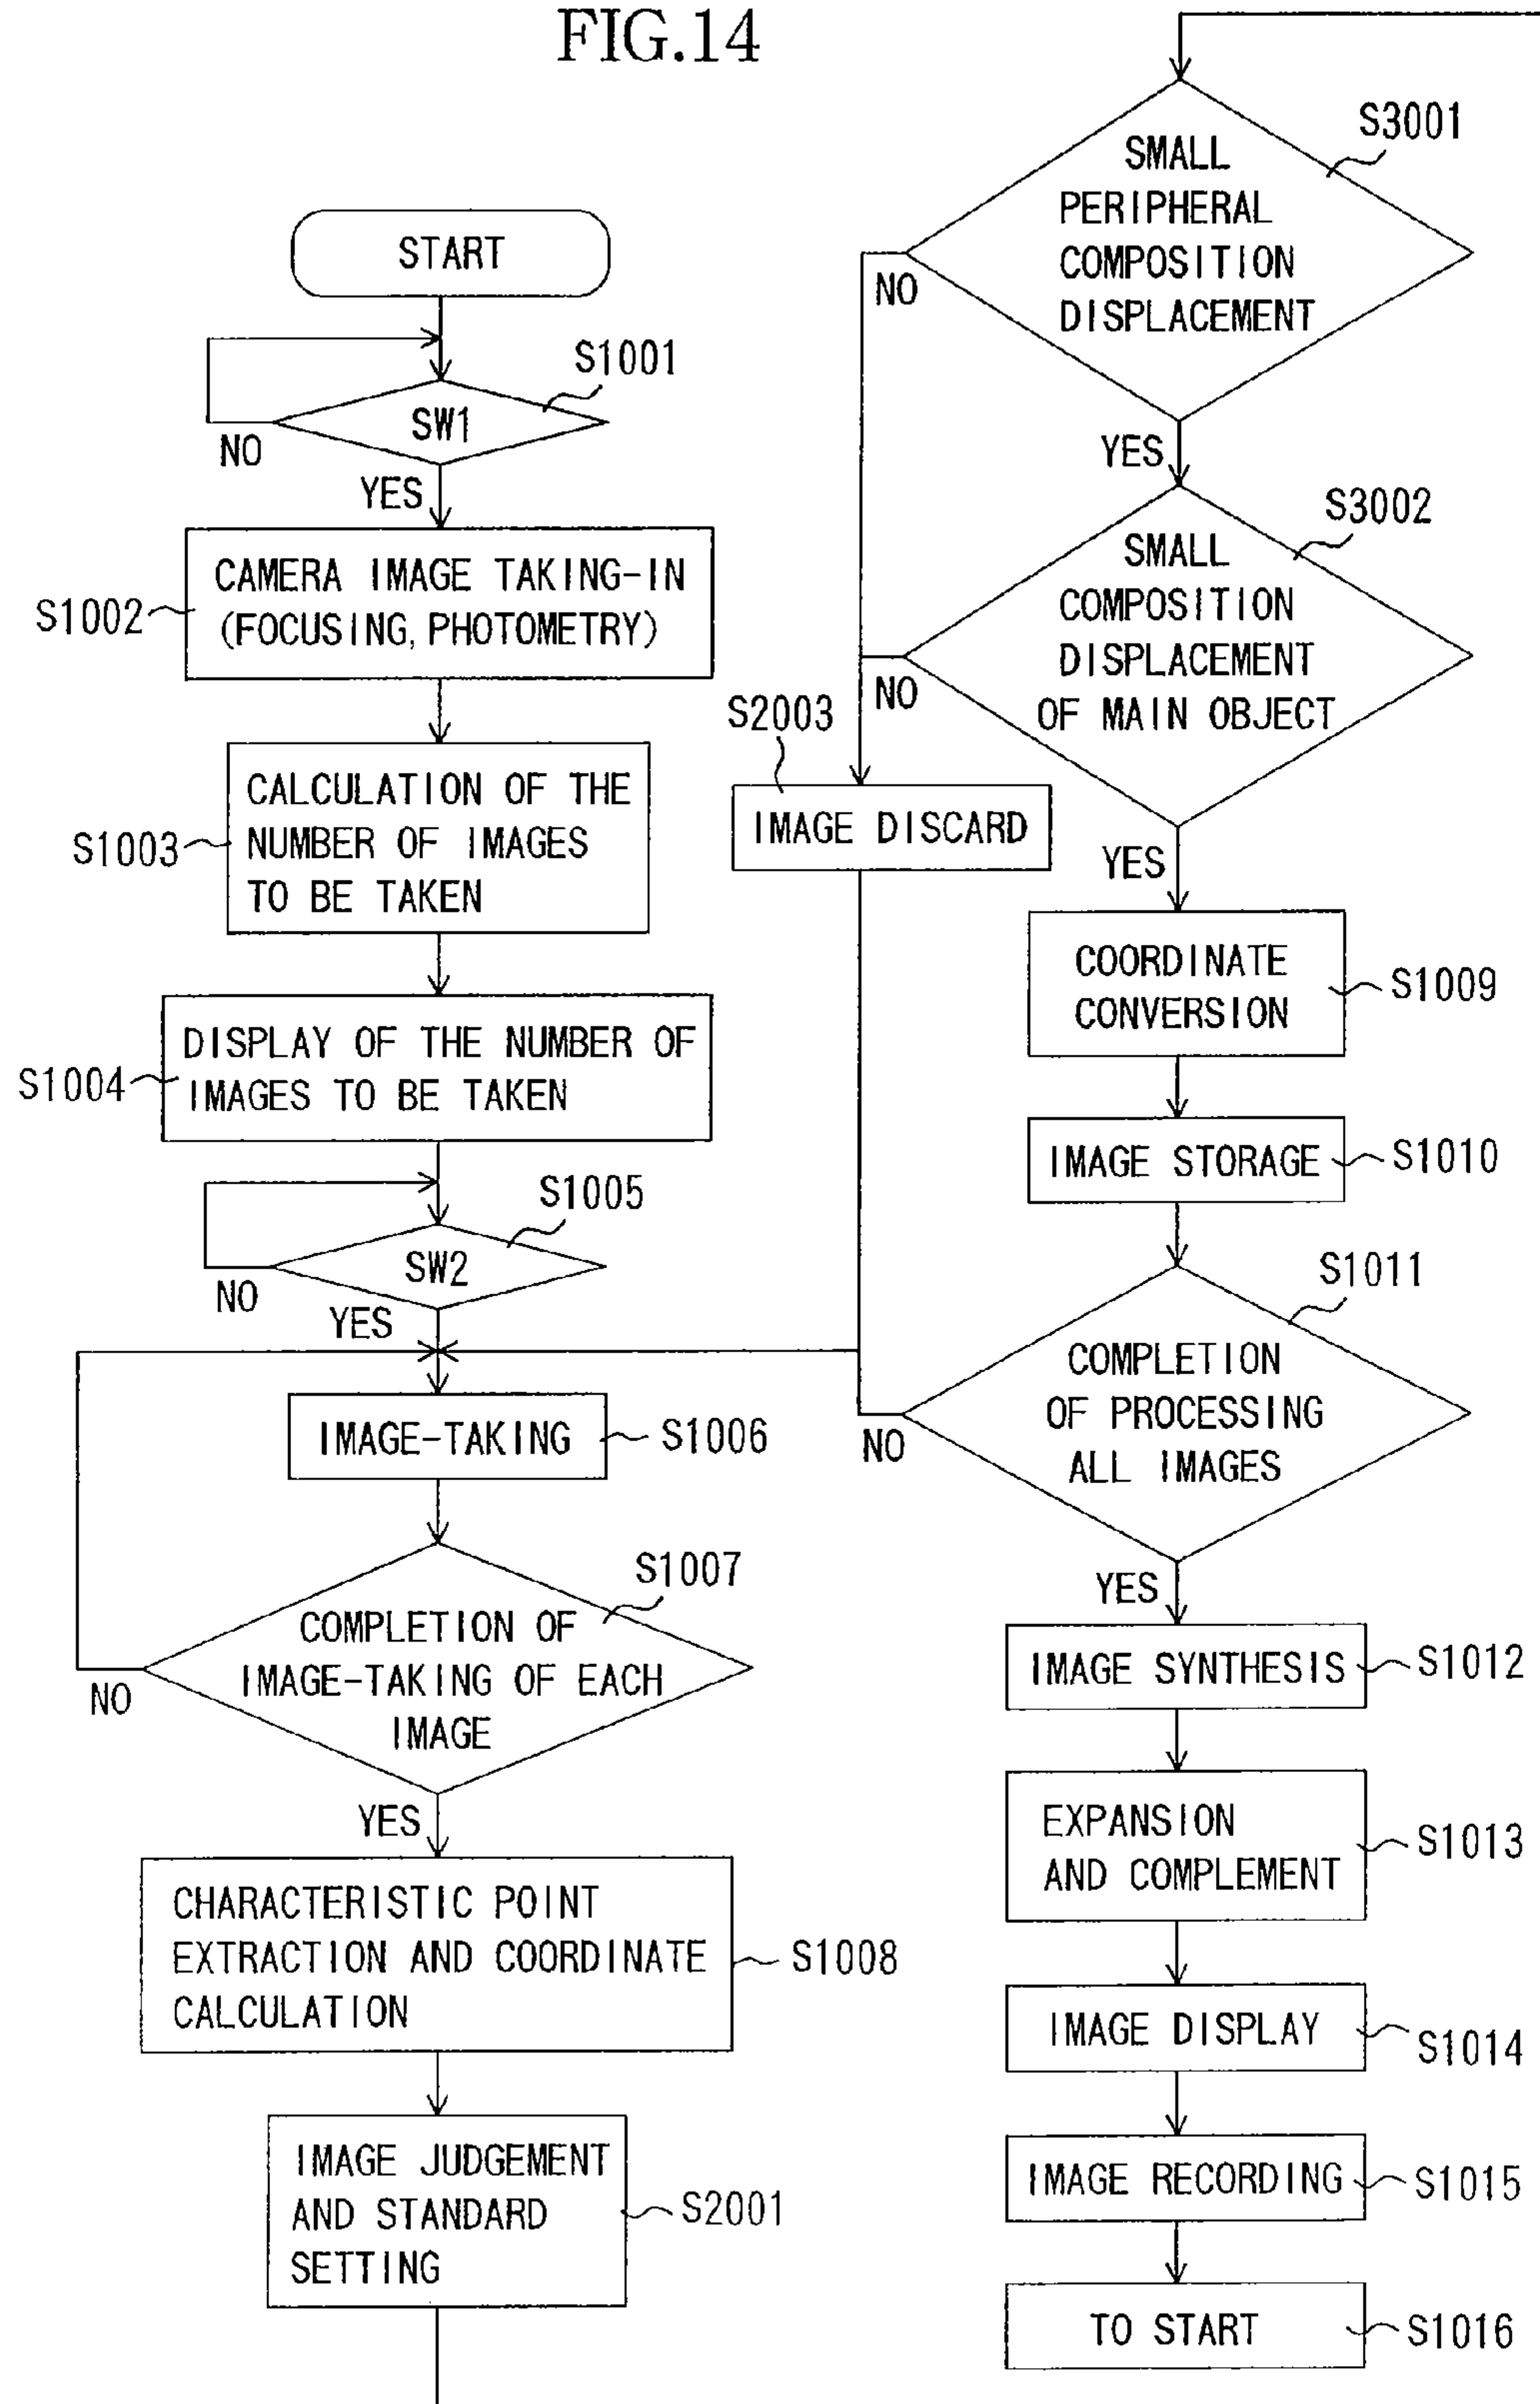 FIG.14
START
S1001
SW1
NO
YES
S1002
CAMERA IMAGE TAKING-IN
(FOCUSING, PHOTOMETRY)
S1003
CALCULATION OF THE
NUMBER OF IMAGES
TO BE TAKEN
S1004
DISPLAY OF THE NUMBER OF
IMAGES TO BE TAKEN
S1005
SW2
NO
YES
IMAGE-TAKING
S1006
S1007
COMPLETION OF
IMAGE-TAKING OF EACH
IMAGE
NO
YES
CHARACTERISTIC POINT
EXTRACTION AND COORDINATE
CALCULATION
S1008
IMAGE JUDGEMENT
AND STANDARD
SETTING
S2001
S3001
SMALL
PERIPHERAL
COMPOSITION
DISPLACEMENT
NO
YES
S3002
SMALL
COMPOSITION
DISPLACEMENT
OF MAIN OBJECT
NO
S2003
IMAGE DISCARD
YES
COORDINATE
CONVERSION
S1009
IMAGE STORAGE
S1010
S1011
COMPLETION
OF PROCESSING
ALL IMAGES
NO
YES
IMAGE SYNTHESIS
S1012
EXPANSION
AND COMPLEMENT
S1013
IMAGE DISPLAY
S1014
IMAGE RECORDING
S1015
TO START
S1016